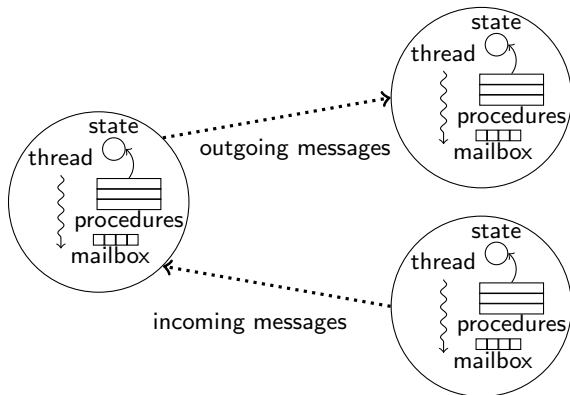 state
thread
procedures
mailbox
outgoing messages
state
thread
procedures
mailbox
incoming messages
state
thread
procedures
mailbox